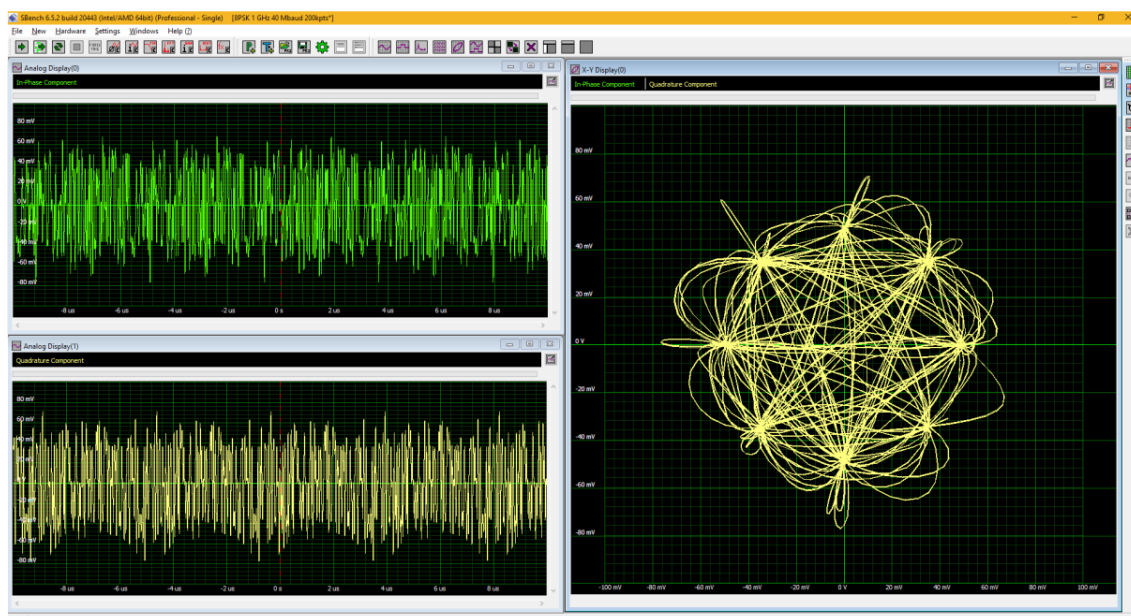 SBench 6.5.2 build 20443 (Intel/AMD 64bit) (Professional - Single) [8PSK 1 GHz 40 Mbaud 200kpts*]
File New Hardware Settings Windows Help (?)
Analog Display(0)
In-Phase Component
80 mV
60 mV
40 mV
20 mV
0 V
-20 mV
-40 mV
-60 mV
-80 mV
-8 us -6 us -4 us -2 us 0 s 2 us 4 us 6 us 8 us
Analog Display(1)
Quadrature Component
80 mV
60 mV
40 mV
20 mV
-20 mV
-40 mV
-60 mV
-80 mV
-8 us -6 us -4 us -2 us 0 s 2 us 4 us 6 us 8 us
X-Y Display(0)
In-Phase Component Quadrature Component
80 mV
60 mV
40 mV
20 mV
0 V
-20 mV
-40 mV
-60 mV
-80 mV
-100 mV -80 mV -60 mV -40 mV -20 mV 0 V 20 mV 40 mV 60 mV 80 mV 100 mV